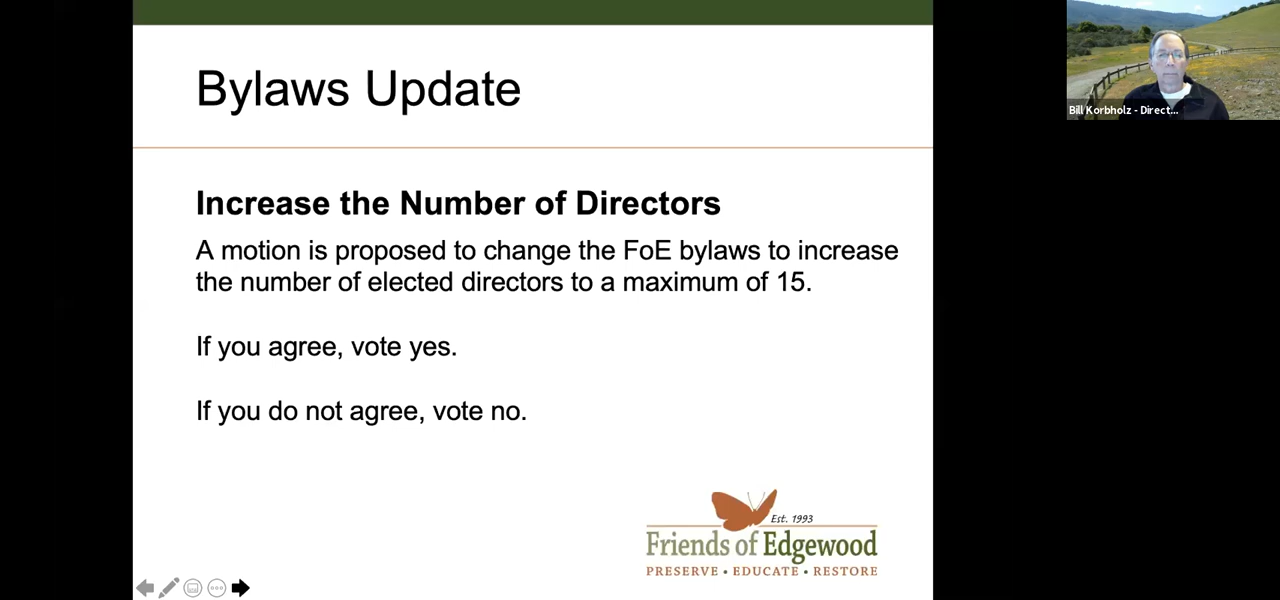 Bylaws Update
Increase the Number of Directors
A motion is proposed to change the FoE bylaws to increase
the number of elected directors to a maximum of 15.
If you agree, vote yes.
If you do not agree, vote no.
Est. 1993
Friends of Edgewood
PRESERVE • EDUCATE • RESTORE
Bill Korbholz - Direct...